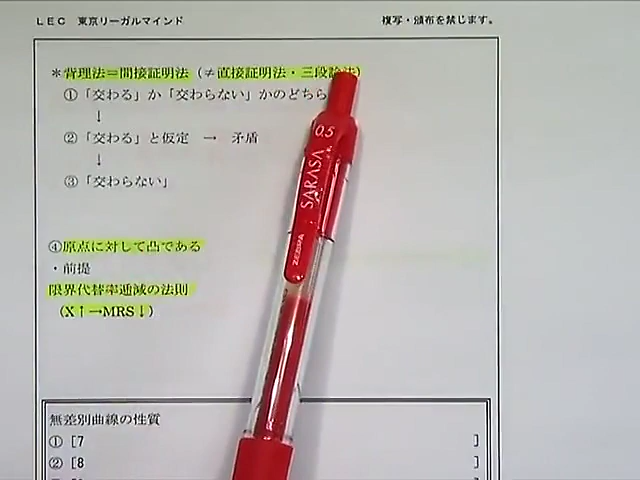 LEC 東京リーガルマインド 複写・頒布を禁じます。
＊背理法＝間接証明法（≠直接証明法・三段論法）
①「交わる」か「交わらない」かのどちら
↓
②「交わる」と仮定 → 矛盾
↓
③「交わらない」
④原点に対して凸である
・前提
限界代替率逓減の法則
（X↑→MRS↓）
無差別曲線の性質
①［7 ］
②［8 ］
0.5
SARASA
ZEBRA